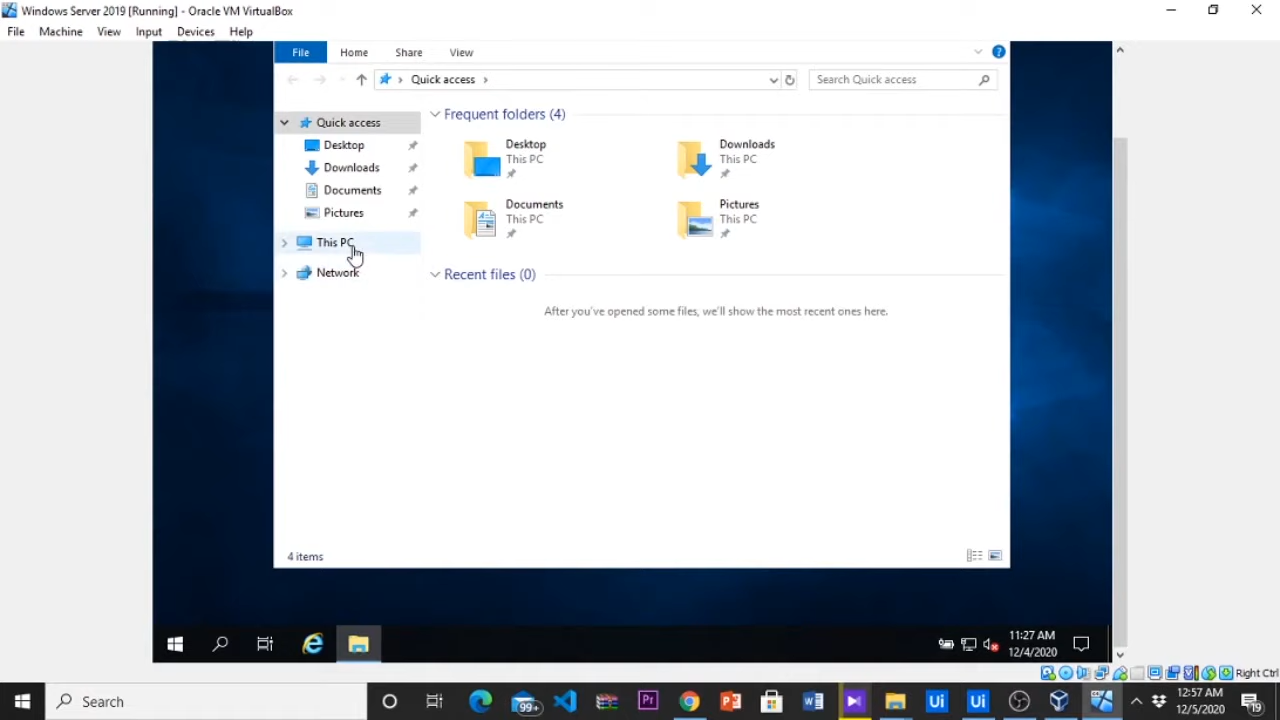 Windows Server 2019 [Running] - Oracle VM VirtualBox
File Machine View Input Devices Help
File Home Share View
Quick access
Search Quick access
Quick access
Desktop
Downloads
Documents
Pictures
This PC
Network
Frequent folders (4)
Desktop
This PC
Downloads
This PC
Documents
This PC
Pictures
This PC
Recent files (0)
After you've opened some files, we'll show the most recent ones here.
4 items
11:27 AM
12/4/2020
Right Ctrl
Search
99+
Pr
Ui
Ui
12:57 AM
12/5/2020
19